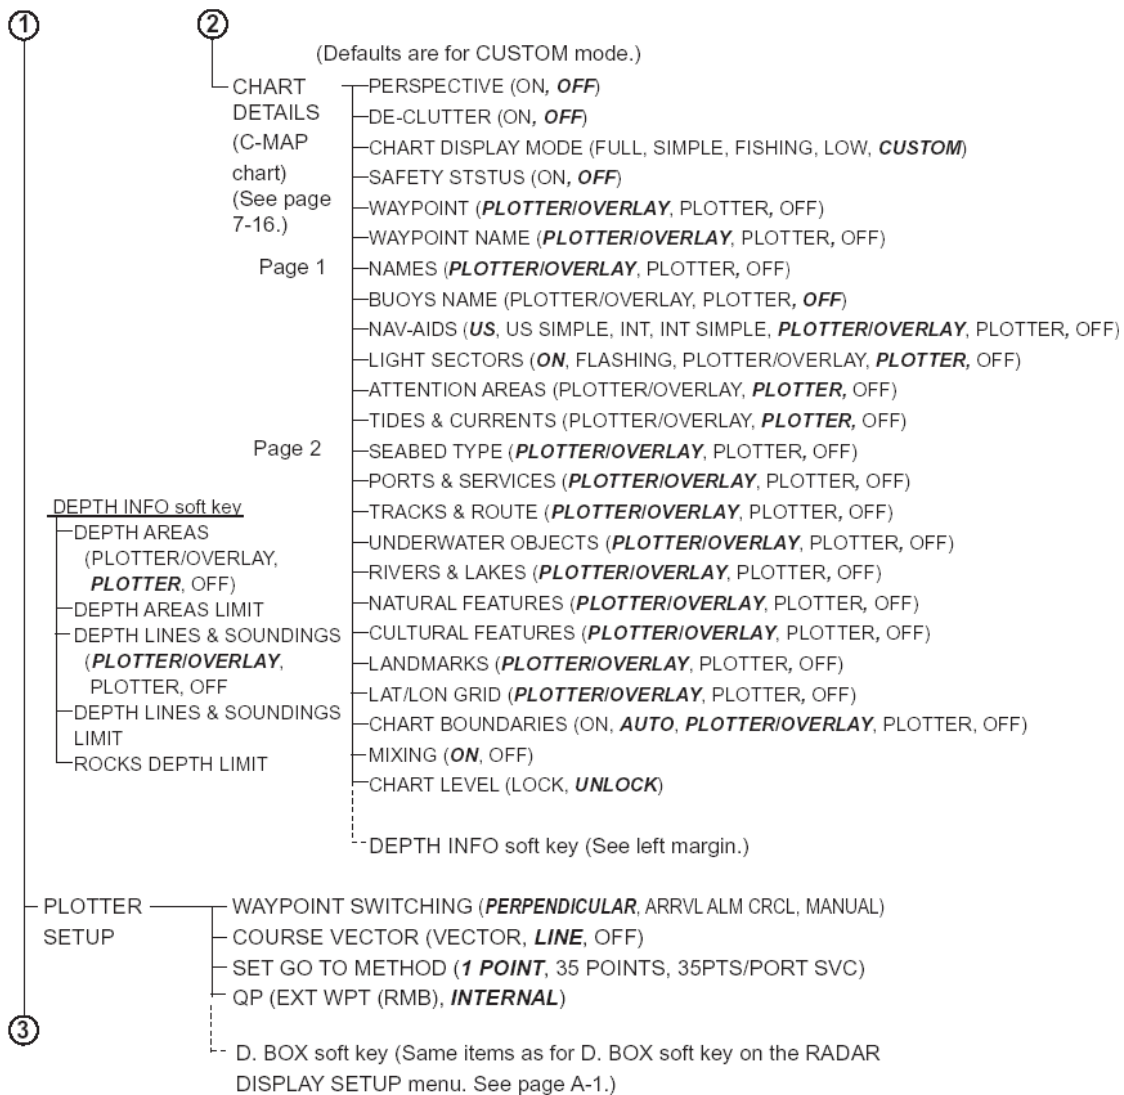 1
2
(Defaults are for CUSTOM mode.)
CHART
DETAILS
(C-MAP
chart)
(See page
7-16.)
Page 1
PERSPECTIVE (ON, OFF)
DE-CLUTTER (ON, OFF)
CHART DISPLAY MODE (FULL, SIMPLE, FISHING, LOW, CUSTOM)
SAFETY STSTUS (ON, OFF)
WAYPOINT (PLOTTER/OVERLAY, PLOTTER, OFF)
WAYPOINT NAME (PLOTTER/OVERLAY, PLOTTER, OFF)
NAMES (PLOTTER/OVERLAY, PLOTTER, OFF)
BUOYS NAME (PLOTTER/OVERLAY, PLOTTER, OFF)
NAV-AIDS (US, US SIMPLE, INT, INT SIMPLE, PLOTTER/OVERLAY, PLOTTER, OFF)
LIGHT SECTORS (ON, FLASHING, PLOTTER/OVERLAY, PLOTTER, OFF)
ATTENTION AREAS (PLOTTER/OVERLAY, PLOTTER, OFF)
TIDES & CURRENTS (PLOTTER/OVERLAY, PLOTTER, OFF)
Page 2
SEABED TYPE (PLOTTER/OVERLAY, PLOTTER, OFF)
PORTS & SERVICES (PLOTTER/OVERLAY, PLOTTER, OFF)
TRACKS & ROUTE (PLOTTER/OVERLAY, PLOTTER, OFF)
UNDERWATER OBJECTS (PLOTTER/OVERLAY, PLOTTER, OFF)
RIVERS & LAKES (PLOTTER/OVERLAY, PLOTTER, OFF)
NATURAL FEATURES (PLOTTER/OVERLAY, PLOTTER, OFF)
CULTURAL FEATURES (PLOTTER/OVERLAY, PLOTTER, OFF)
LANDMARKS (PLOTTER/OVERLAY, PLOTTER, OFF)
LAT/LON GRID (PLOTTER/OVERLAY, PLOTTER, OFF)
CHART BOUNDARIES (ON, AUTO, PLOTTER/OVERLAY, PLOTTER, OFF)
MIXING (ON, OFF)
CHART LEVEL (LOCK, UNLOCK)
DEPTH INFO soft key (See left margin.)
DEPTH INFO soft key
DEPTH AREAS
(PLOTTER/OVERLAY,
PLOTTER, OFF)
DEPTH AREAS LIMIT
DEPTH LINES & SOUNDINGS
(PLOTTER/OVERLAY,
PLOTTER, OFF
DEPTH LINES & SOUNDINGS
LIMIT
ROCKS DEPTH LIMIT
PLOTTER
SETUP
WAYPOINT SWITCHING (PERPENDICULAR, ARRVL ALM CRCL, MANUAL)
COURSE VECTOR (VECTOR, LINE, OFF)
SET GO TO METHOD (1 POINT, 35 POINTS, 35PTS/PORT SVC)
QP (EXT WPT (RMB), INTERNAL)
3
D. BOX soft key (Same items as for D. BOX soft key on the RADAR
DISPLAY SETUP menu. See page A-1.)